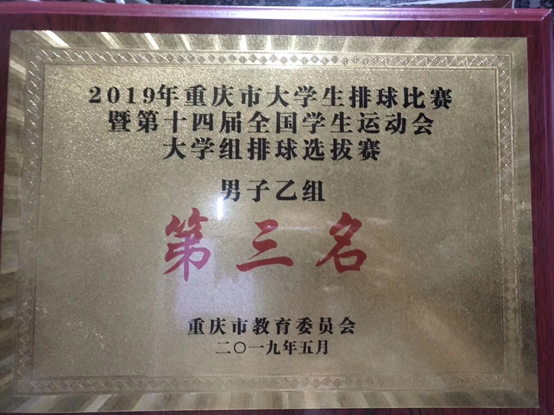 2019年重庆市大学生排球比赛
暨第十四届全国学生运动会
大学组排球选拔赛
男子乙组
第三名
重庆市教育委员会
二〇一九年五月